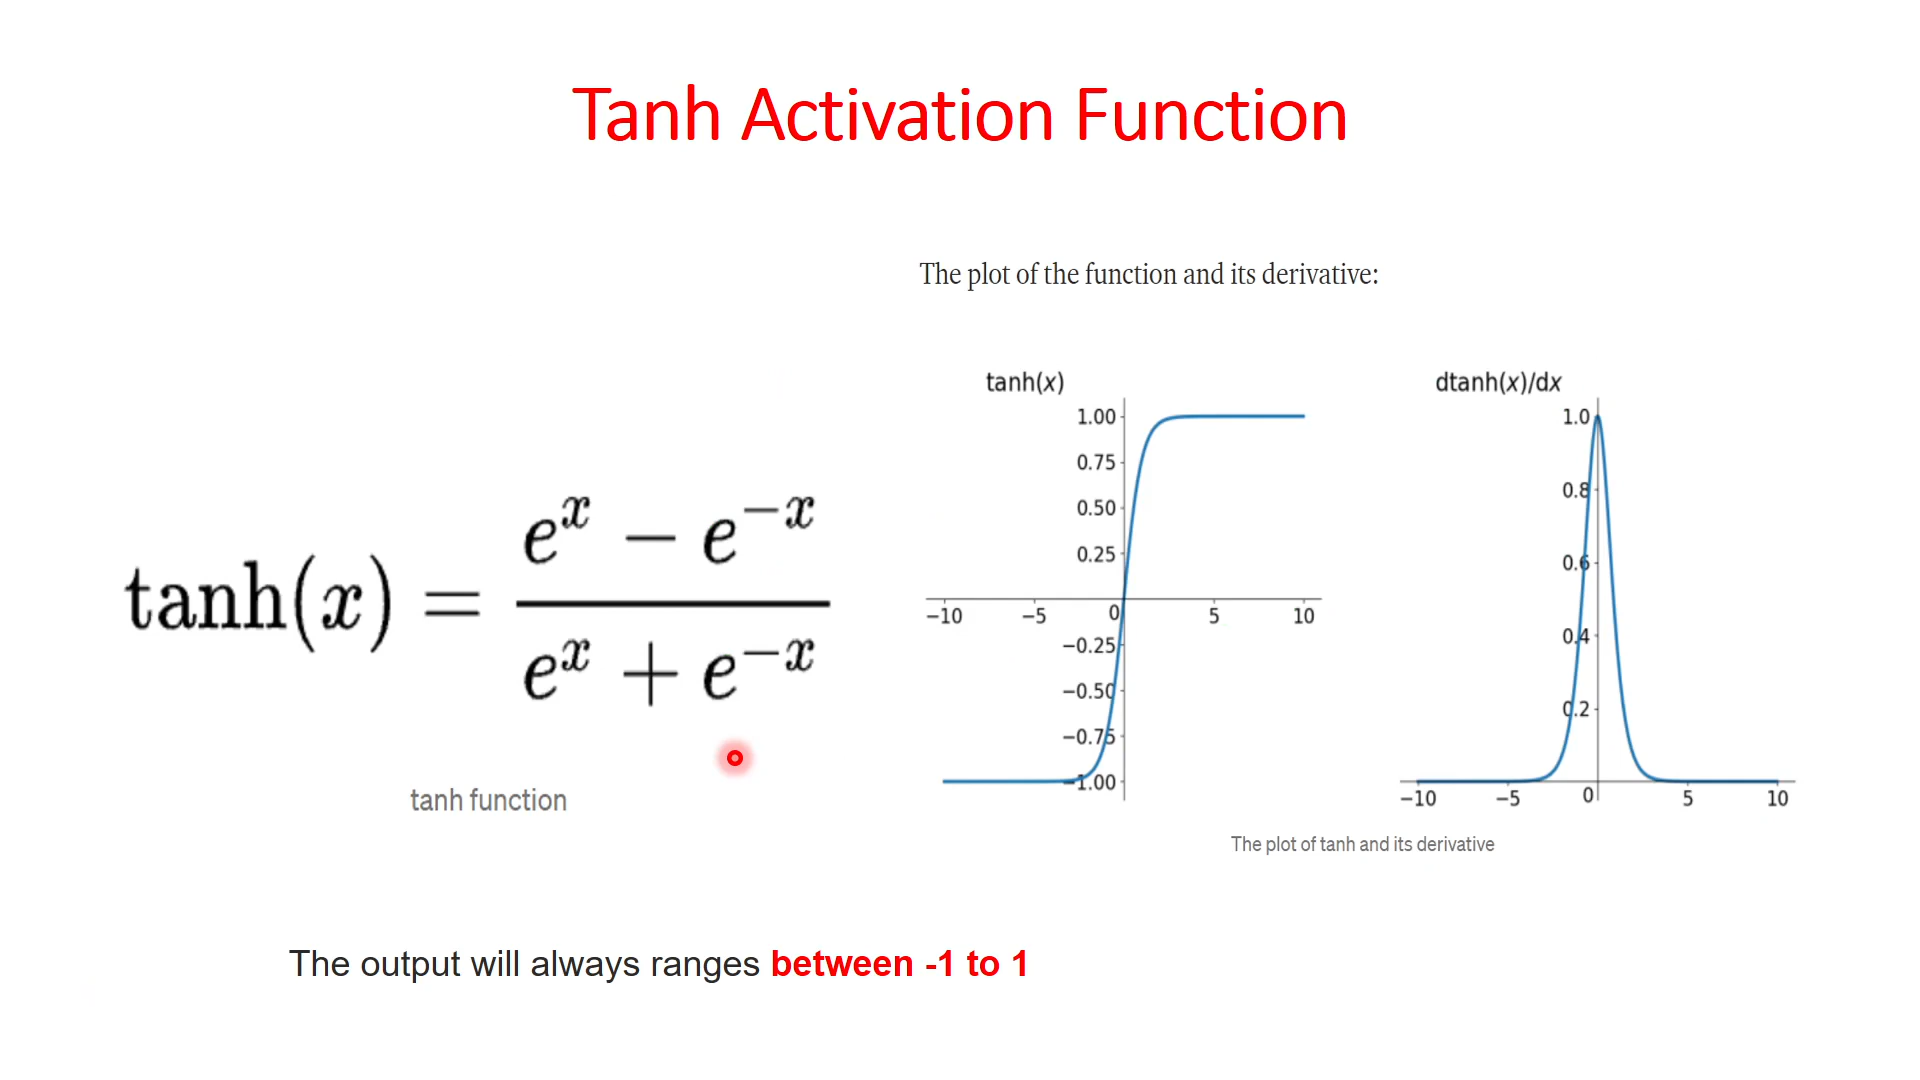 Tanh Activation Function
The plot of the function and its derivative:
tanh(x) = \frac{e^x - e^{-x}}{e^x + e^{-x}}
tanh function
tanh(x)
1.00
0.75
0.50
0.25
−10 −5 0 5 10
−0.25
−0.50
−0.75
−1.00
dtanh(x)/dx
1.0
0.8
0.6
0.4
0.2
−10 −5 0 5 10
The plot of tanh and its derivative
The output will always ranges between -1 to 1